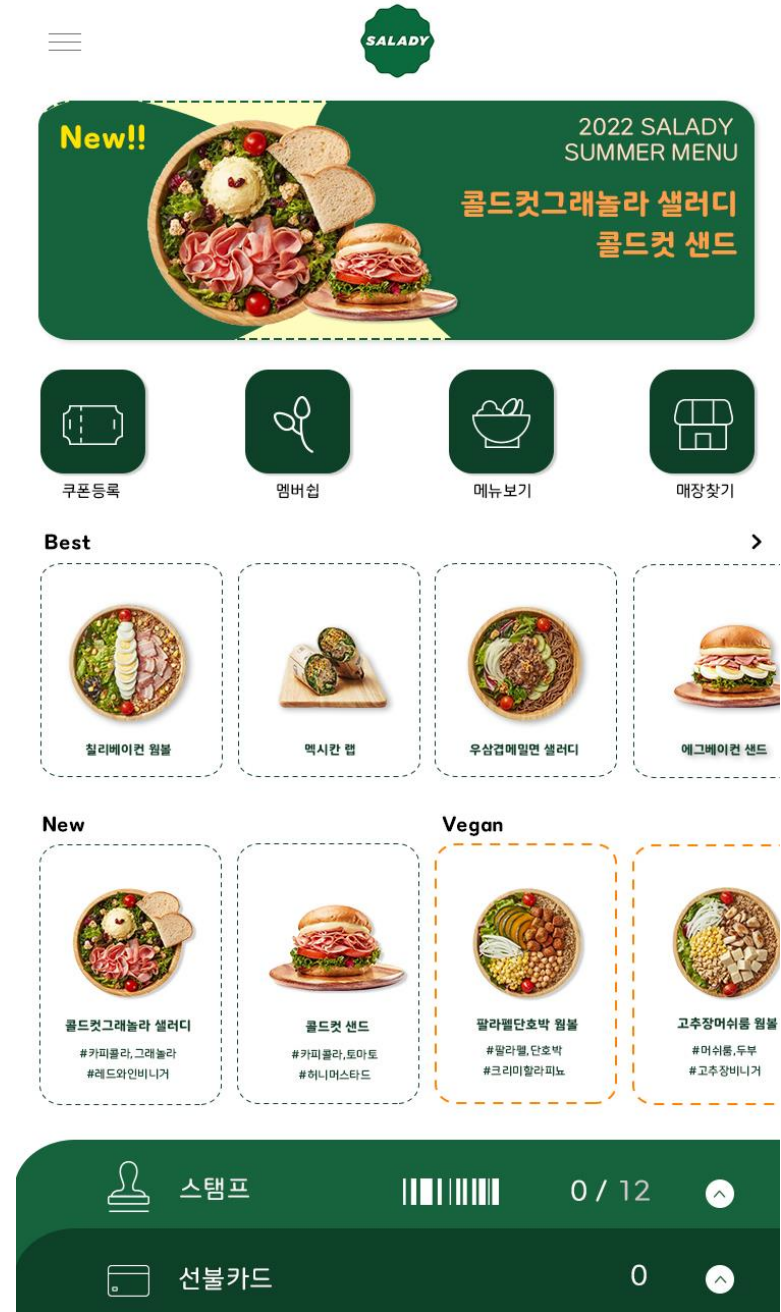 SALADY
New!!
2022 SALADY
SUMMER MENU
콜드컷그래놀라 샐러디
콜드컷 샌드
쿠폰등록
멤버쉽
메뉴보기
매장찾기
Best
칠리베이컨 웜볼
멕시칸 랩
우삼겹메밀면 샐러디
에그베이컨 샌드
New
Vegan
콜드컷그래놀라 샐러디
#카피콜라,그래놀라
#레드와인비니거
콜드컷 샌드
#카피콜라,토마토
#허니머스타드
팔라펠단호박 웜볼
#팔라펠,단호박
#크리미할라피뇨
고추장머쉬룸 웜볼
#머쉬룸,두부
#고추장비니거
스탬프
0 / 12
선불카드
0